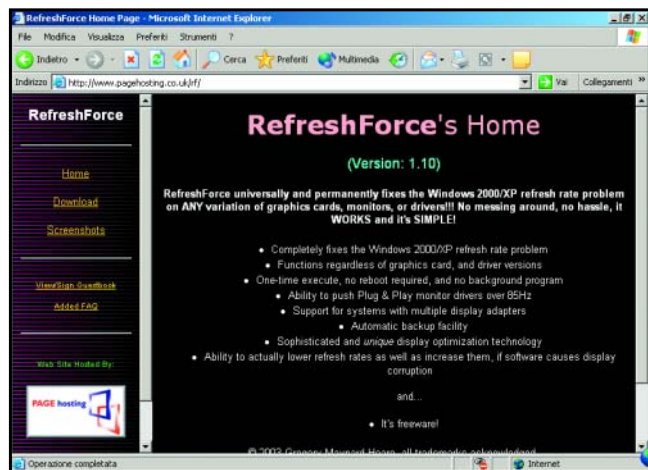 RefreshForce Home Page - Microsoft Internet Explorer
File Modifica Visualizza Preferiti Strumenti ?
Indietro Cerca Preferiti Multimedia
Indirizzo http://www.pagehosting.co.uk/rf/ Vai Collegamenti »
RefreshForce
Home
Download
Screenshots
View/Sign Guestbook
Added FAQ
Web Site Hosted By:
PAGE hosting
RefreshForce's Home
(Version: 1.10)
RefreshForce universally and permanently fixes the Windows 2000/XP refresh rate problem
on ANY variation of graphics cards, monitors, or drivers!!! No messing around, no hassle, it
WORKS and it's SIMPLE!
• Completely fixes the Windows 2000/XP refresh rate problem
• Functions regardless of graphics card, and driver versions
• One-time execute, no reboot required, and no background program
• Ability to push Plug & Play monitor drivers over 85Hz
• Support for systems with multiple display adapters
• Automatic backup facility
• Sophisticated and unique display optimization technology
• Ability to actually lower refresh rates as well as increase them, if software causes display
corruption
and...
• It's freeware!
© 2003 Gregory Maynard-Hoare, all trademarks acknowledged
Operazione completata Internet